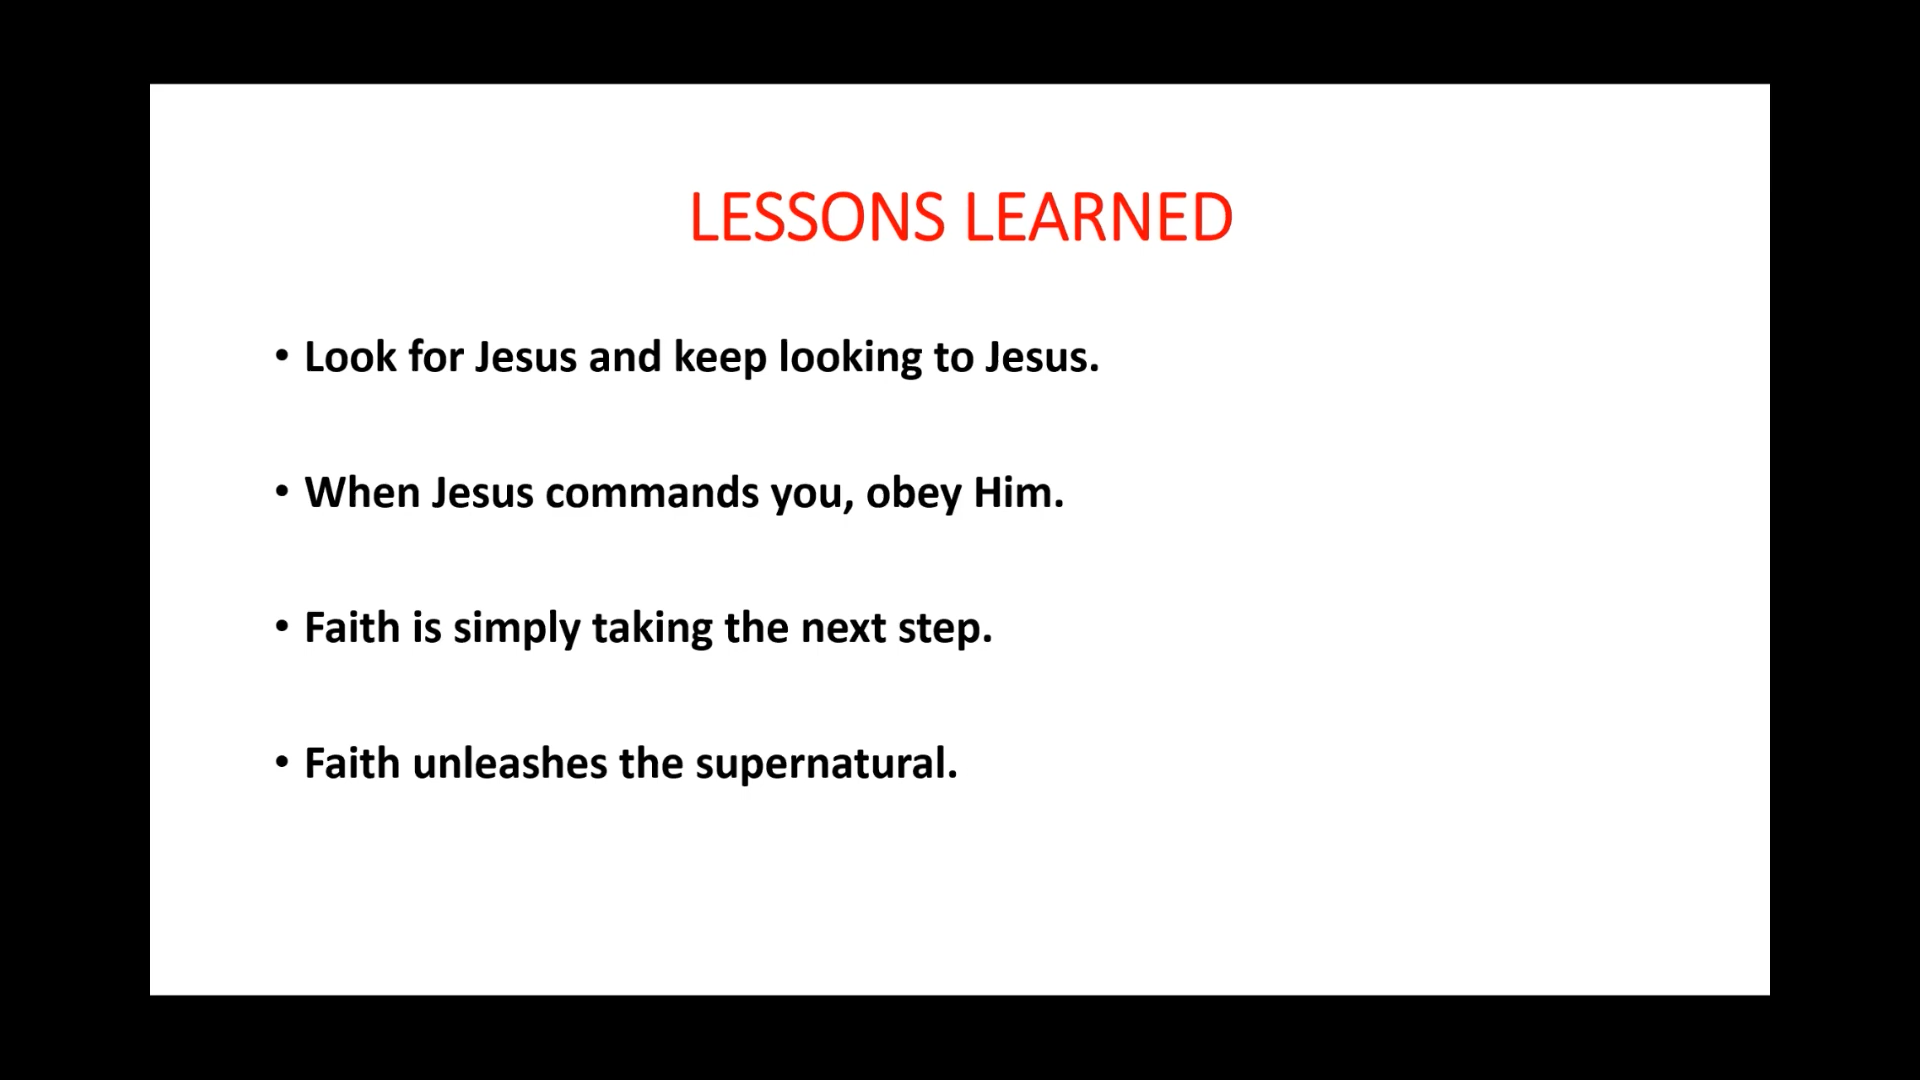 LESSONS LEARNED
• Look for Jesus and keep looking to Jesus.
• When Jesus commands you, obey Him.
• Faith is simply taking the next step.
• Faith unleashes the supernatural.